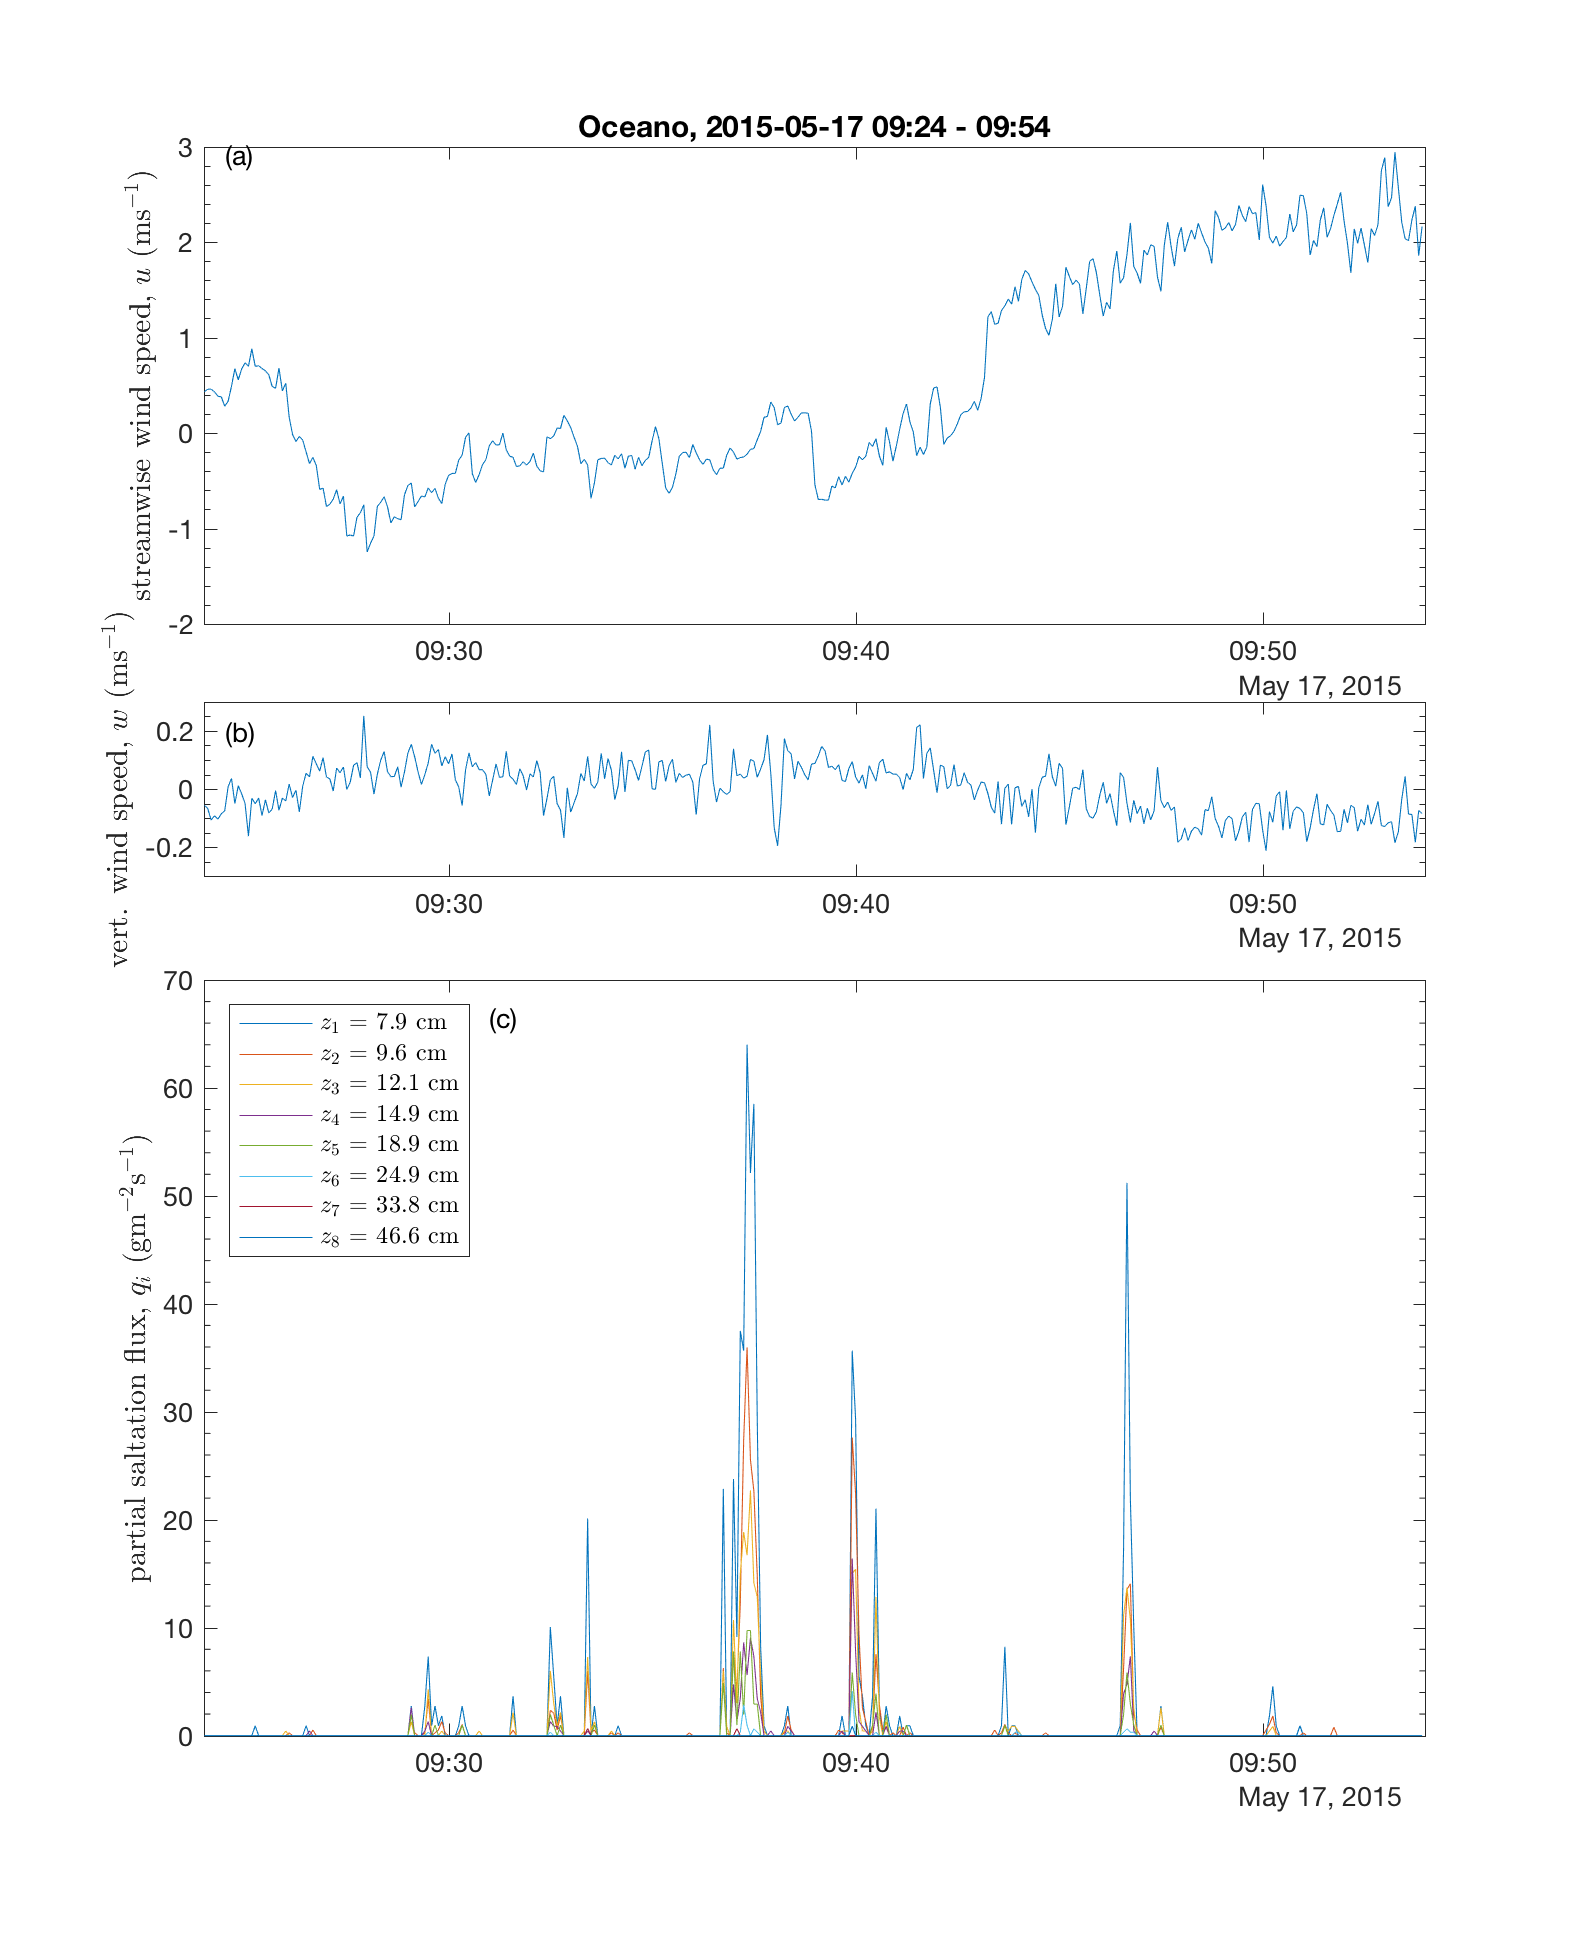 Oceano, 2015-05-17 09:24 - 09:54
(a)
streamwise wind speed, u (ms⁻¹)
3
2
1
0
-1
-2
09:30 09:40 09:50
May 17, 2015
(b)
vert. wind speed, w (ms⁻¹)
0.2
0
-0.2
09:30 09:40 09:50
May 17, 2015
(c)
partial saltation flux, qᵢ (gm⁻²s⁻¹)
70
60
50
40
30
20
10
0
z₁ = 7.9 cm
z₂ = 9.6 cm
z₃ = 12.1 cm
z₄ = 14.9 cm
z₅ = 18.9 cm
z₆ = 24.9 cm
z₇ = 33.8 cm
z₈ = 46.6 cm
09:30 09:40 09:50
May 17, 2015